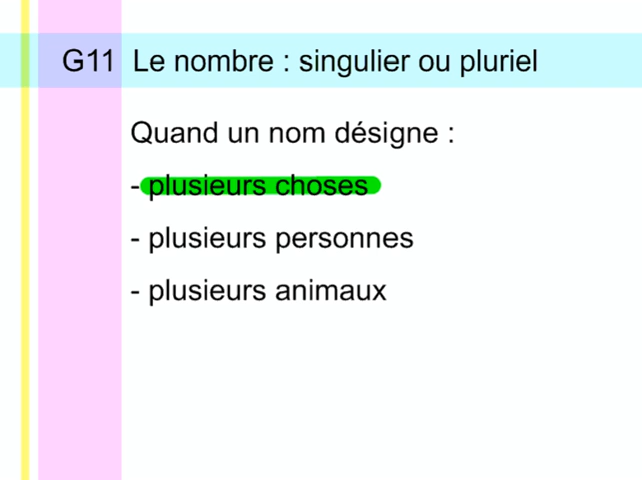 G11 Le nombre : singulier ou pluriel
Quand un nom désigne :
- plusieurs choses
- plusieurs personnes
- plusieurs animaux